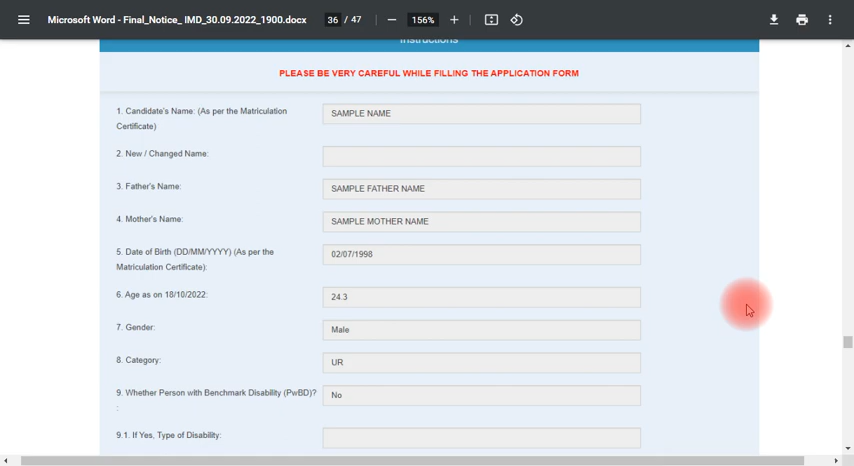 Microsoft Word - Final_Notice_ IMD_30.09.2022_1900.docx 36 / 47 156%
Instructions
PLEASE BE VERY CAREFUL WHILE FILLING THE APPLICATION FORM
1. Candidate's Name: (As per the Matriculation Certificate) SAMPLE NAME
2. New / Changed Name:
3. Father's Name: SAMPLE FATHER NAME
4. Mother's Name: SAMPLE MOTHER NAME
5. Date of Birth (DD/MM/YYYY) (As per the Matriculation Certificate): 02/07/1998
6. Age as on 18/10/2022: 24.3
7. Gender: Male
8. Category: UR
9. Whether Person with Benchmark Disability (PwBD)? : No
9.1. If Yes, Type of Disability: